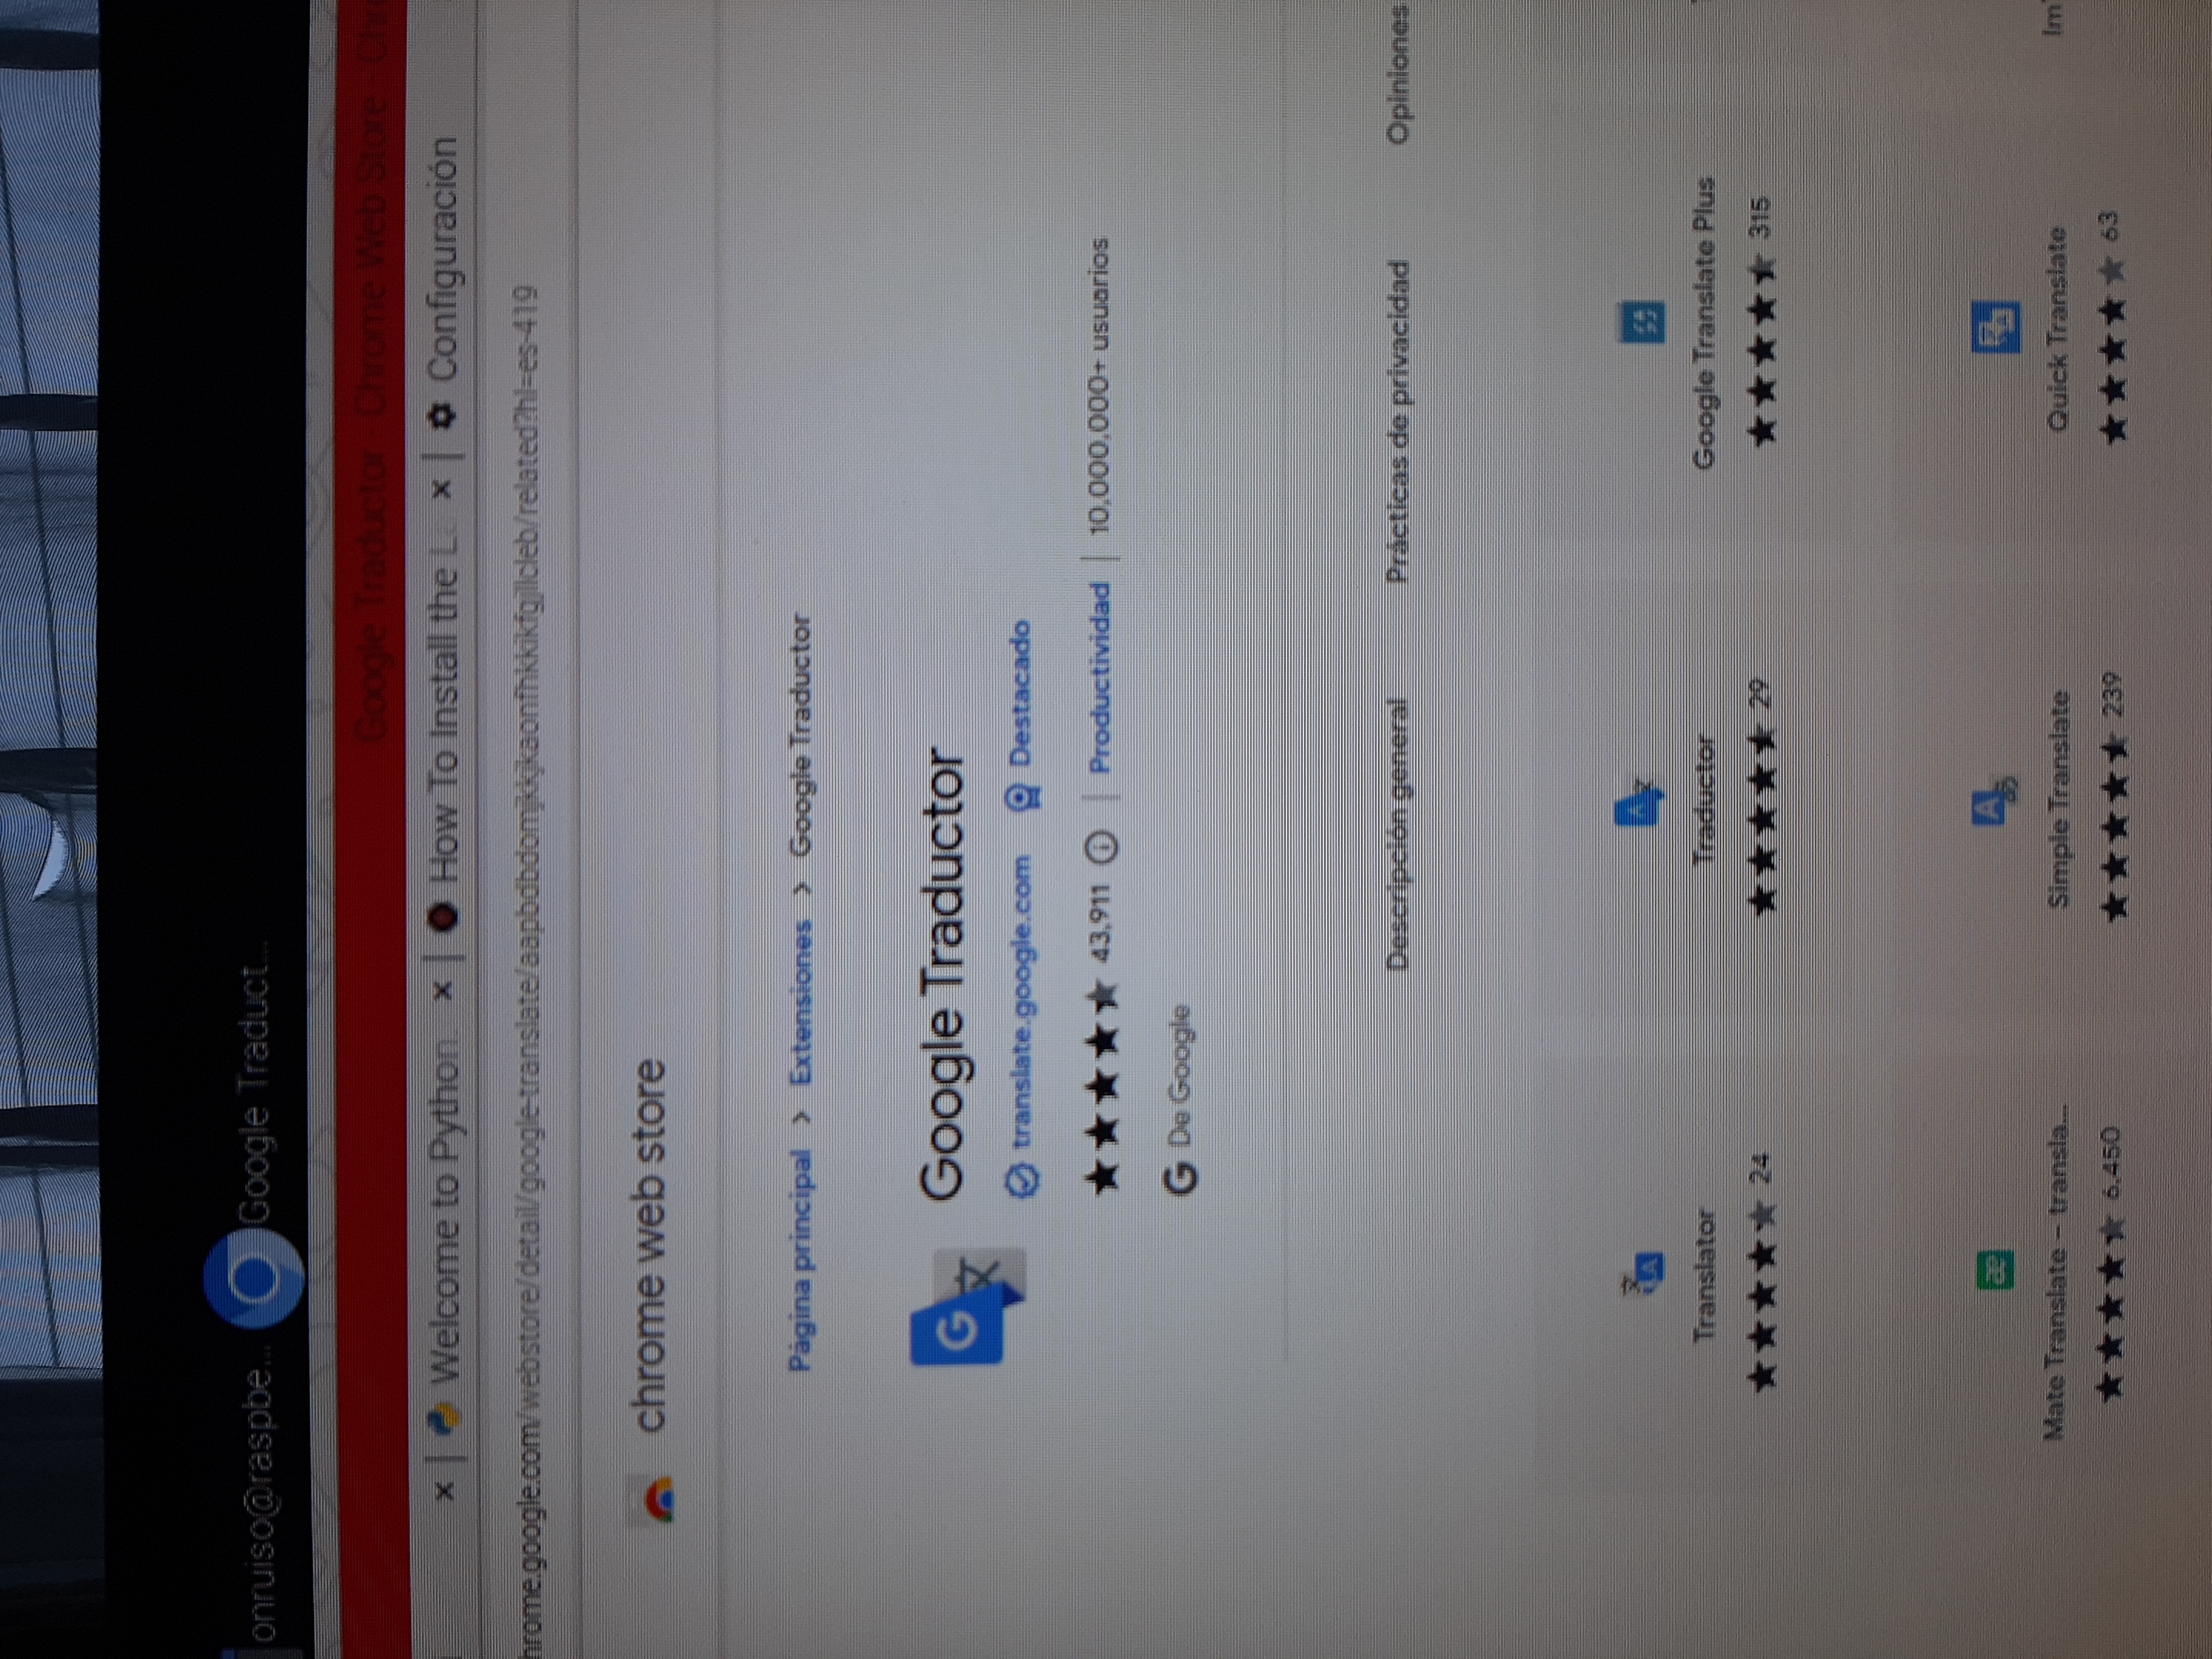 onruiso@raspbe...
Google Traduct...
Google Traductor - Chrome Web Store - Chr
Welcome to Python.
How To Install the La
Configuración
hrome.google.com/webstore/detail/google-translate/aapbdbdomjkkjkaonfhkkikfgjllcleb/related?hl=es-419
chrome web store
Página principal > Extensiones > Google Traductor
Google Traductor
translate.google.com Destacado
43,911 Productividad 10,000,000+ usuarios
G De Google
Descripción general Prácticas de privacidad Opiniones
Translator Traductor Google Translate Plus
24 29 315
Mate Translate – transla... Simple Translate Quick Translate Im
6,450 239 63